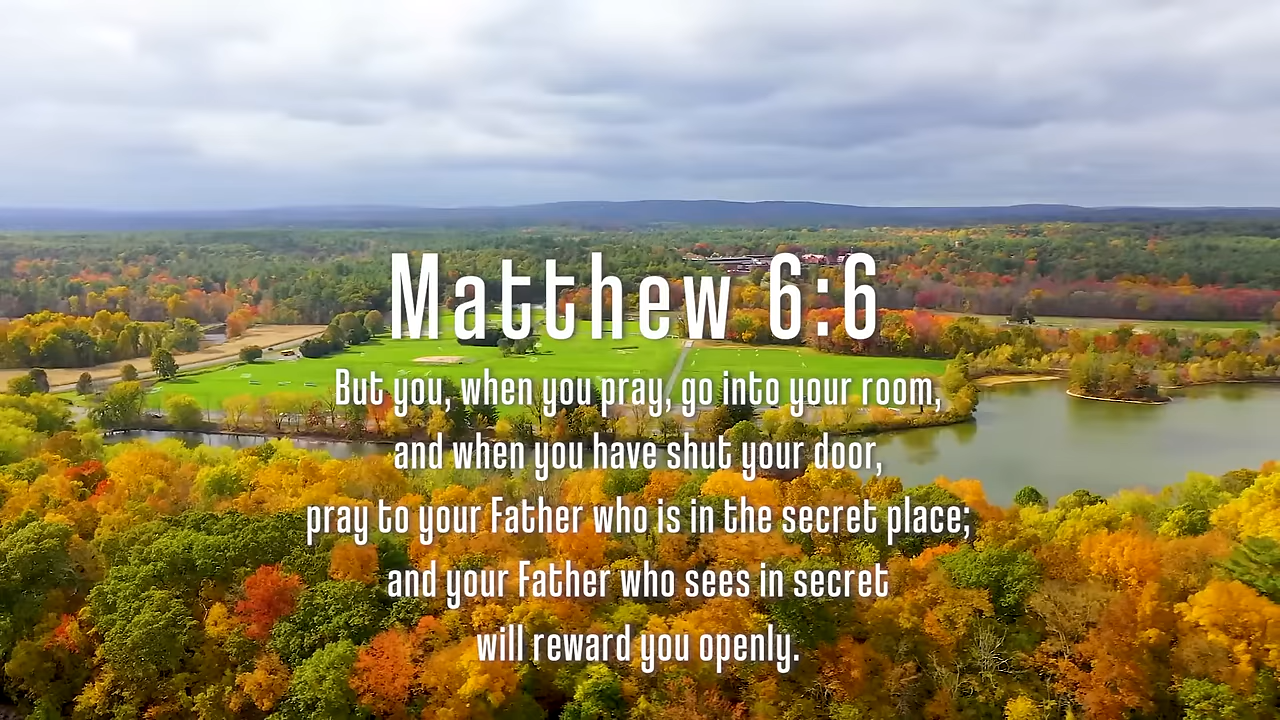 Matthew 6:6
But you, when you pray, go into your room,
and when you have shut your door,
pray to your Father who is in the secret place;
and your Father who sees in secret
will reward you openly.